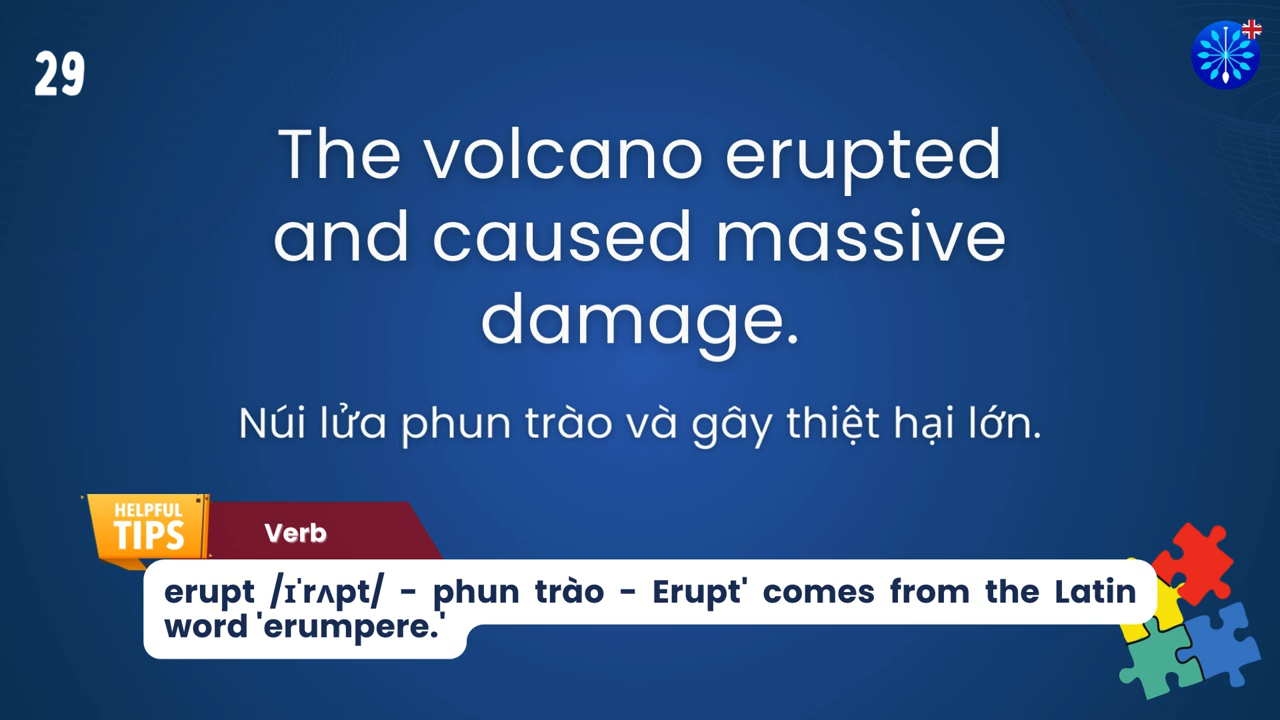 29
The volcano erupted
and caused massive
damage.
Núi lửa phun trào và gây thiệt hại lớn.
HELPFUL
TIPS
Verb
erupt /ɪˈrʌpt/ - phun trào - Erupt' comes from the Latin
word 'erumpere.'